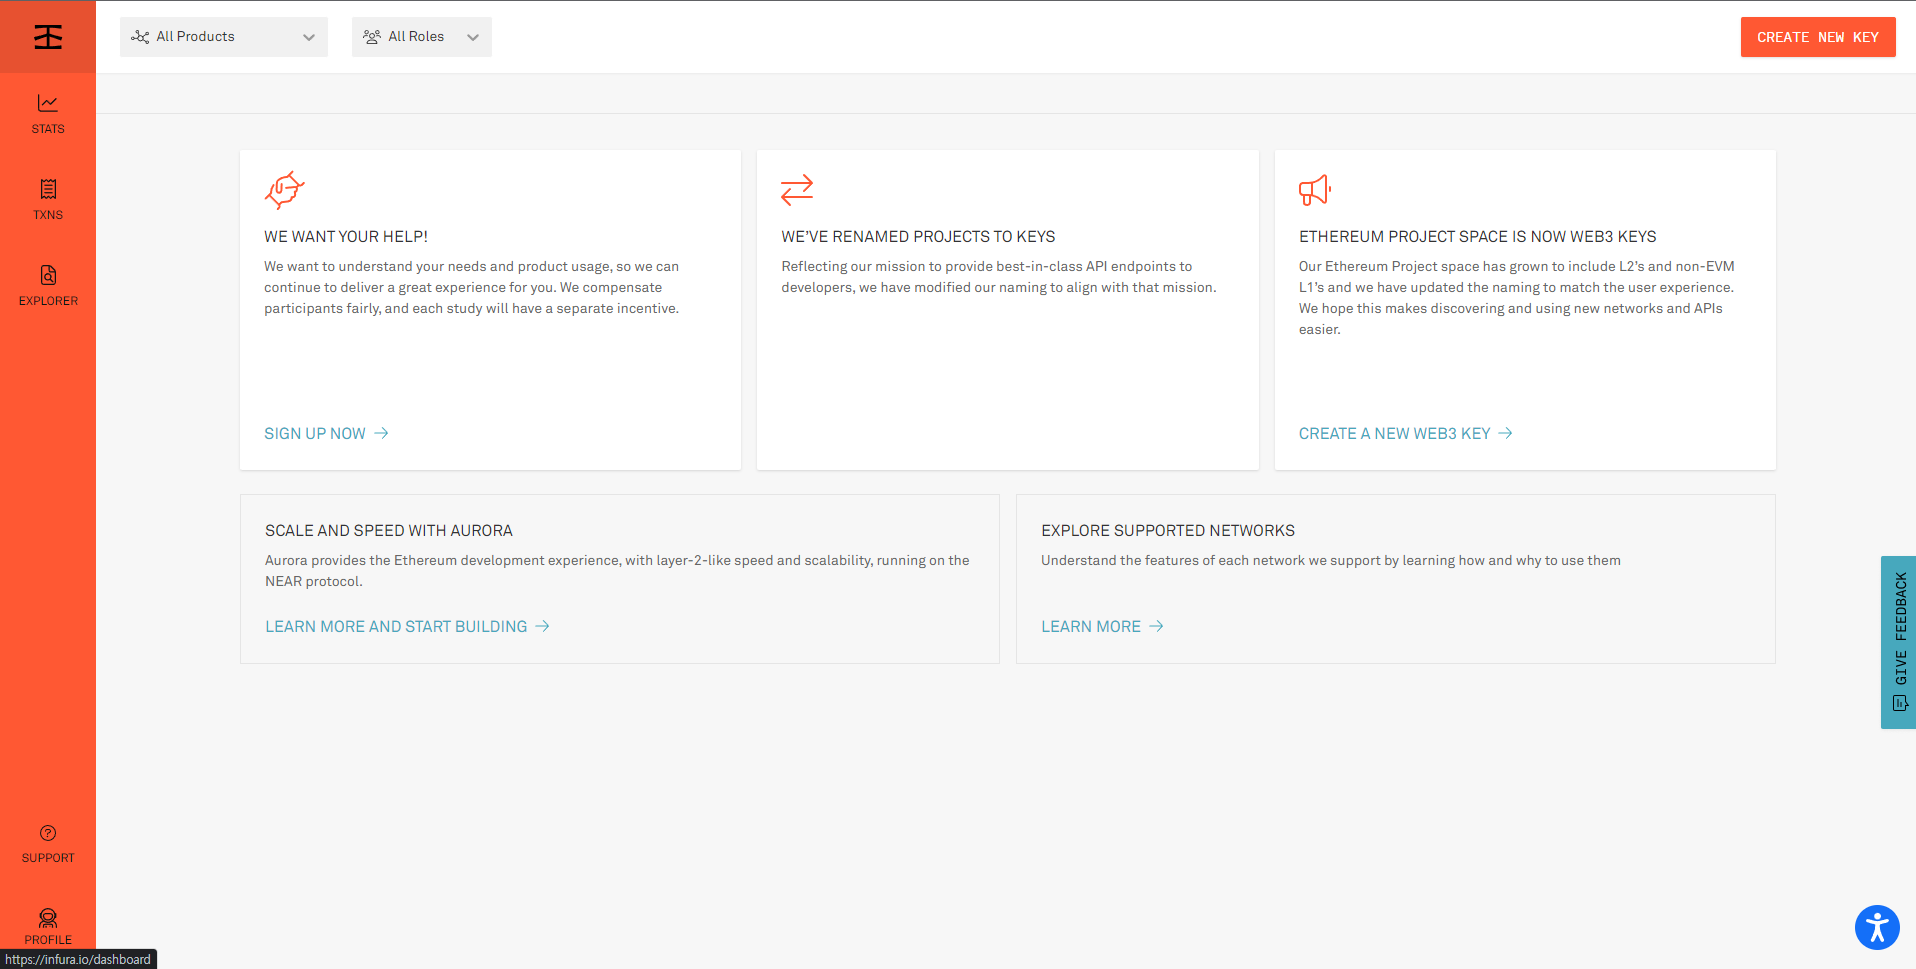 All Products
All Roles
CREATE NEW KEY
STATS
TXNS
EXPLORER
WE WANT YOUR HELP!
We want to understand your needs and product usage, so we can
continue to deliver a great experience for you. We compensate
participants fairly, and each study will have a separate incentive.
SIGN UP NOW →
WE’VE RENAMED PROJECTS TO KEYS
Reflecting our mission to provide best-in-class API endpoints to
developers, we have modified our naming to align with that mission.
ETHEREUM PROJECT SPACE IS NOW WEB3 KEYS
Our Ethereum Project space has grown to include L2’s and non-EVM
L1’s and we have updated the naming to match the user experience.
We hope this makes discovering and using new networks and APIs
easier.
CREATE A NEW WEB3 KEY →
SCALE AND SPEED WITH AURORA
Aurora provides the Ethereum development experience, with layer-2-like speed and scalability, running on the
NEAR protocol.
LEARN MORE AND START BUILDING →
EXPLORE SUPPORTED NETWORKS
Understand the features of each network we support by learning how and why to use them
LEARN MORE →
GIVE FEEDBACK
SUPPORT
PROFILE
https://infura.io/dashboard